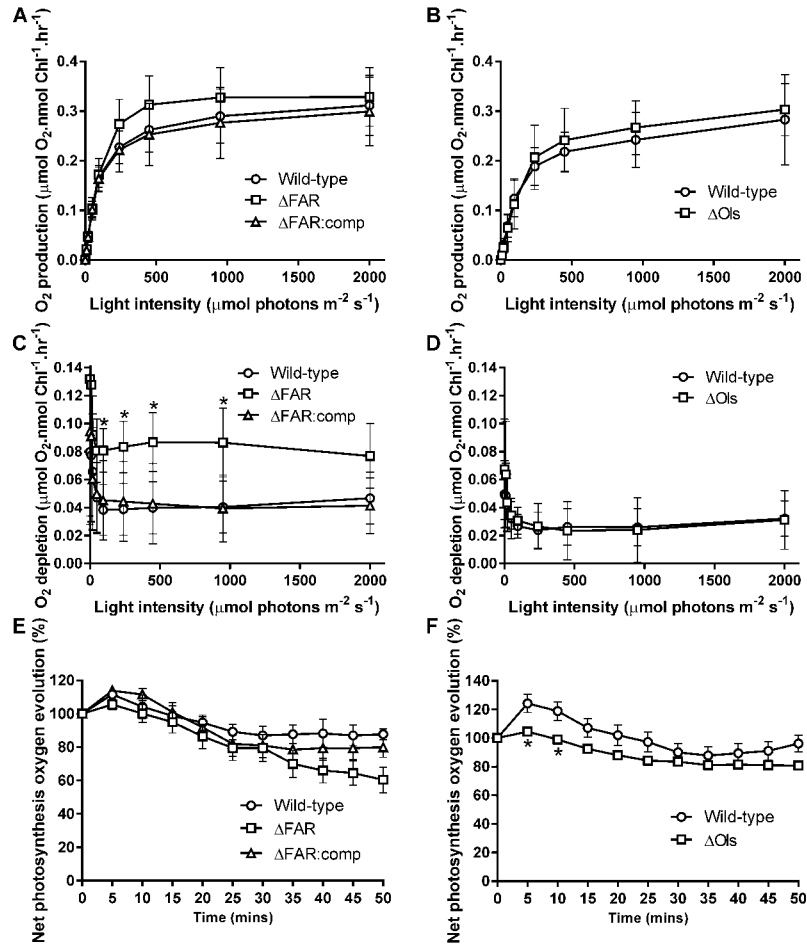 A
O₂ production (μmol O₂.nmol Chl⁻¹.hr⁻¹)
0.4
0.3
0.2
0.1
0.0
0
500
1000
1500
2000
Light intensity (μmol photons m⁻² s⁻¹)
Wild-type
ΔFAR
ΔFAR:comp
B
O₂ production (μmol O₂.nmol Chl⁻¹.hr⁻¹)
0.4
0.3
0.2
0.1
0.0
0
500
1000
1500
2000
Light intensity (μmol photons m⁻² s⁻¹)
Wild-type
ΔOls
C
O₂ depletion (μmol O₂.nmol Chl⁻¹.hr⁻¹)
0.14
0.12
0.10
0.08
0.06
0.04
0.02
0.00
0
500
1000
1500
2000
Light intensity (μmol photons m⁻² s⁻¹)
* * * *
Wild-type
ΔFAR
ΔFAR:comp
D
O₂ depletion (μmol O₂.nmol Chl⁻¹.hr⁻¹)
0.14
0.12
0.10
0.08
0.06
0.04
0.02
0.00
0
500
1000
1500
2000
Light intensity (μmol photons m⁻² s⁻¹)
Wild-type
ΔOls
E
Net photosynthesis oxygen evolution (%)
120
100
80
60
40
20
0
0 5 10 15 20 25 30 35 40 45 50
Time (mins)
Wild-type
ΔFAR
ΔFAR:comp
F
Net photosynthesis oxygen evolution (%)
140
120
100
80
60
40
20
0
0 5 10 15 20 25 30 35 40 45 50
Time (mins)
* *
Wild-type
ΔOls